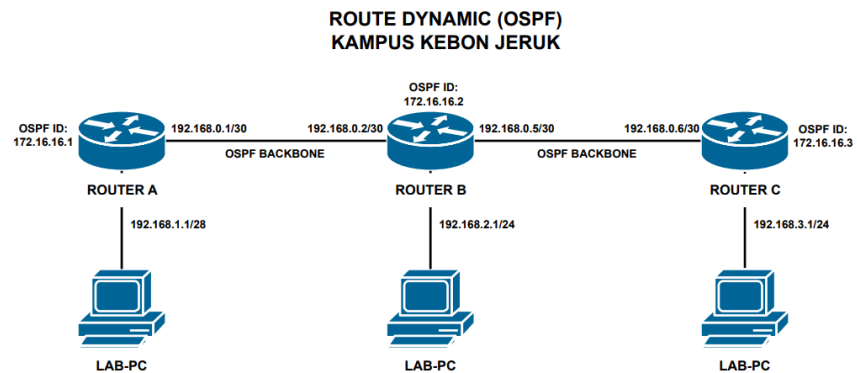 ROUTE DYNAMIC (OSPF)
KAMPUS KEBON JERUK
OSPF ID:
172.16.16.2
OSPF ID:
172.16.16.1
192.168.0.1/30
192.168.0.2/30
192.168.0.5/30
192.168.0.6/30
OSPF ID:
172.16.16.3
OSPF BACKBONE
OSPF BACKBONE
ROUTER A
ROUTER B
ROUTER C
192.168.1.1/28
192.168.2.1/24
192.168.3.1/24
LAB-PC
LAB-PC
LAB-PC